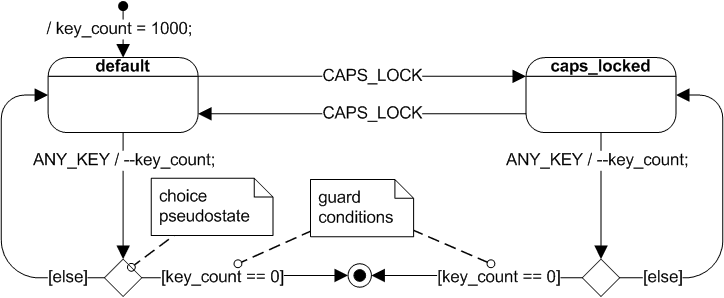 / key_count = 1000;
default
caps_locked
CAPS_LOCK
CAPS_LOCK
ANY_KEY / --key_count;
ANY_KEY / --key_count;
choice
pseudostate
guard
conditions
[else]
[key_count == 0]
[key_count == 0]
[else]